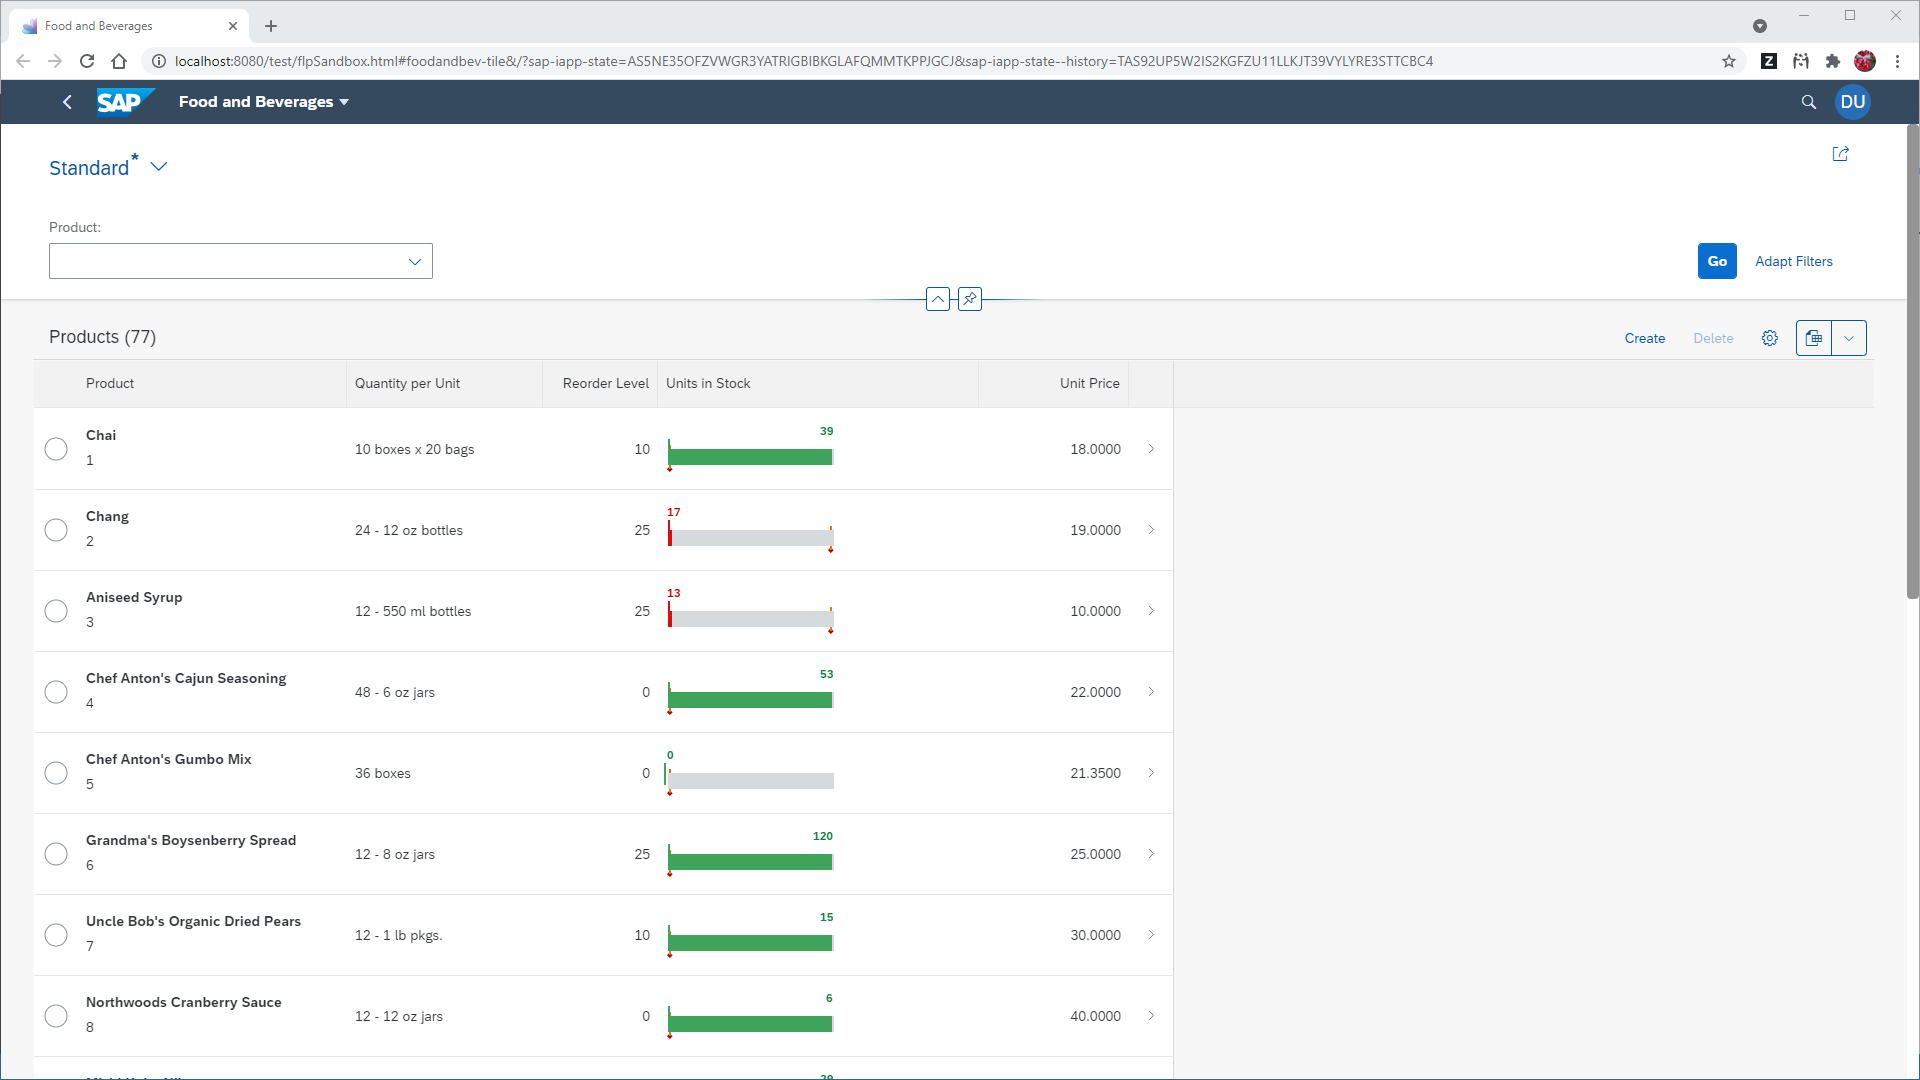 Food and Beverages
localhost:8080/test/flpSandbox.html#foodandbev-tile&/?sap-iapp-state=AS5NE35OFZVWGR3YATRIGBIBKGLAFQMMTKPPJGCJ&sap-iapp-state--history=TAS92UP5W2IS2KGFZU11LLKJT39VYLYRE3STTCBC4
Z
SAP Food and Beverages DU
Standard*
Product:
Go Adapt Filters
Products (77) Create Delete
Product Quantity per Unit Reorder Level Units in Stock Unit Price
Chai
1
10 boxes x 20 bags 10 39 18.0000
Chang
2
24 - 12 oz bottles 25 17 19.0000
Aniseed Syrup
3
12 - 550 ml bottles 25 13 10.0000
Chef Anton's Cajun Seasoning
4
48 - 6 oz jars 0 53 22.0000
Chef Anton's Gumbo Mix
5
36 boxes 0 0 21.3500
Grandma's Boysenberry Spread
6
12 - 8 oz jars 25 120 25.0000
Uncle Bob's Organic Dried Pears
7
12 - 1 lb pkgs. 10 15 30.0000
Northwoods Cranberry Sauce
8
12 - 12 oz jars 0 6 40.0000